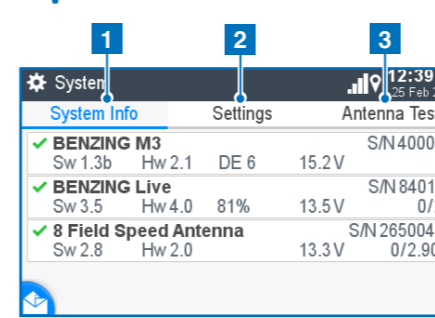 1 2 3
System 12:39
25 Feb 2
System Info Settings Antenna Tes
BENZING M3 S/N 4000
Sw 1.3b Hw 2.1 DE 6 15.2 V
BENZING Live S/N 8401
Sw 3.5 Hw 4.0 81% 13.5 V 0/
8 Field Speed Antenna S/N 265004
Sw 2.8 Hw 2.0 13.3 V 0/2.90